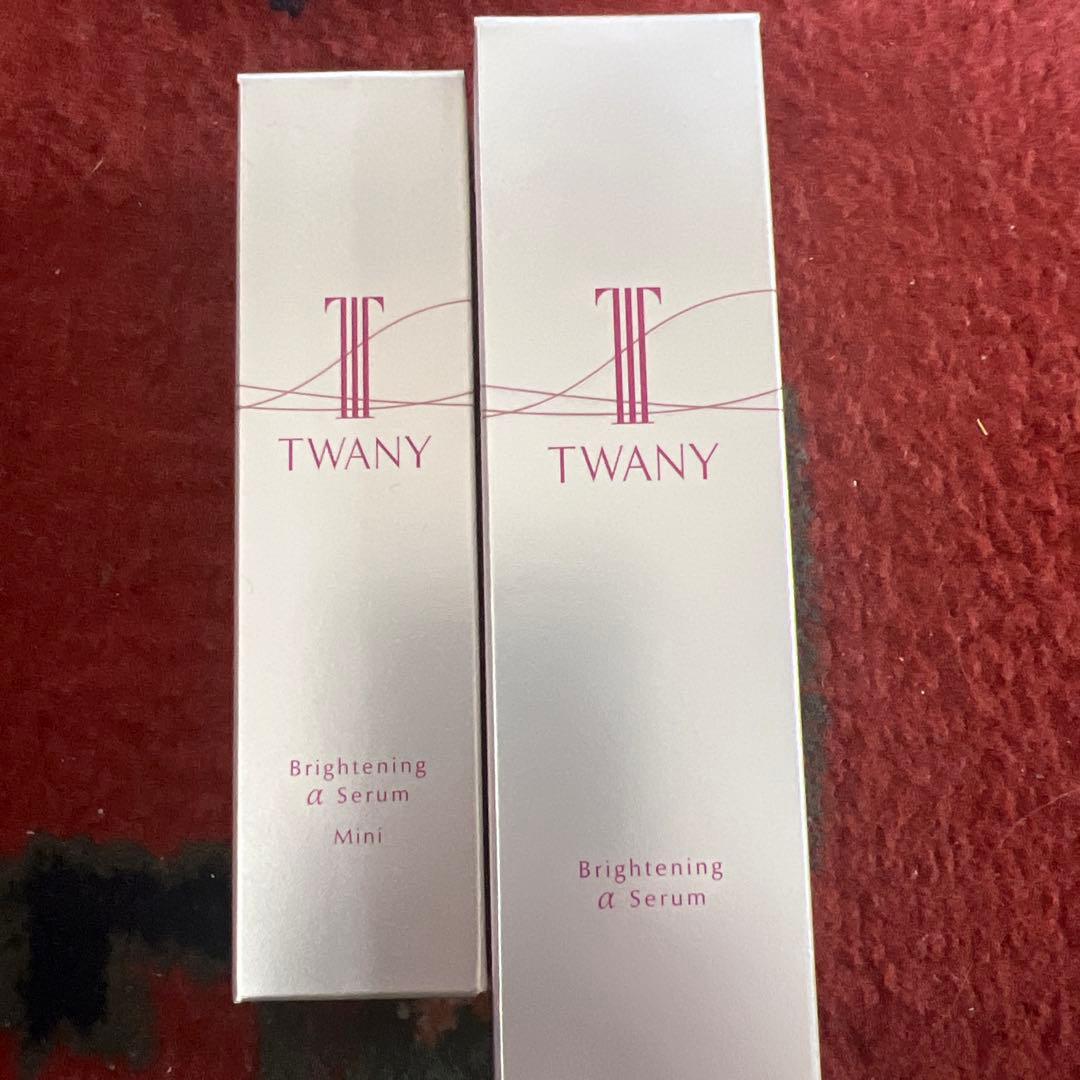 T
TWANY
Brightening
α Serum
Mini
T
TWANY
Brightening
α Serum